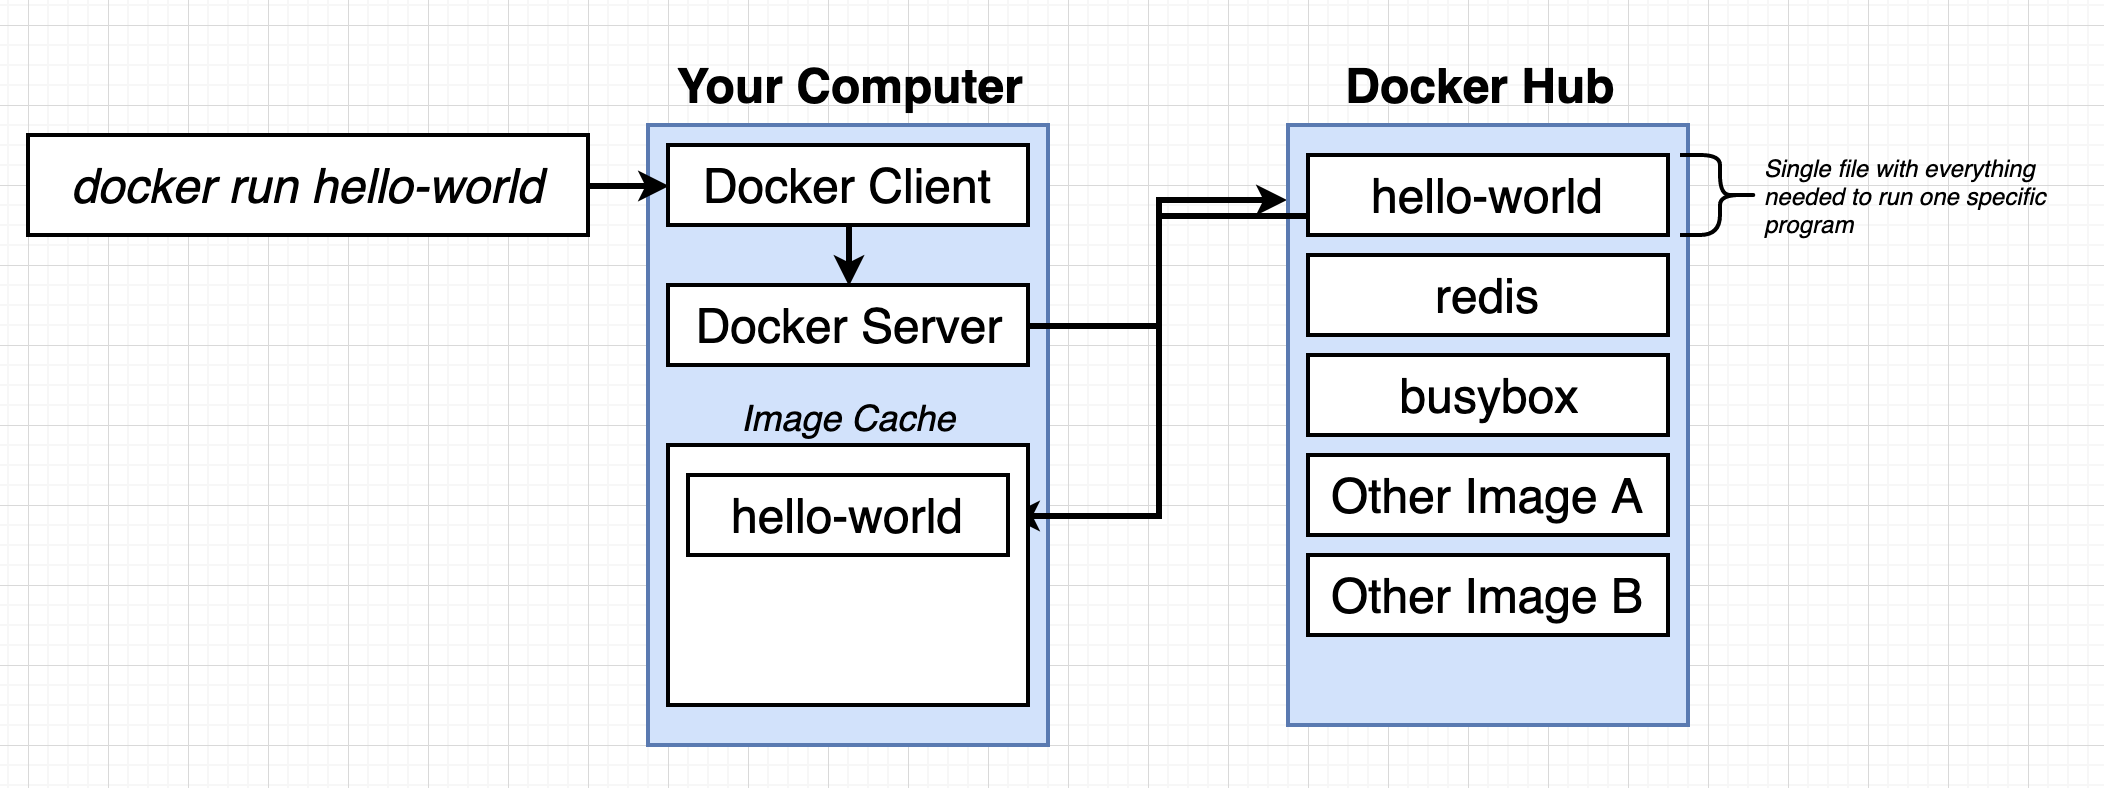 Your Computer
Docker Hub
docker run hello-world
Docker Client
Docker Server
Image Cache
hello-world
hello-world
redis
busybox
Other Image A
Other Image B
Single file with everything
needed to run one specific
program